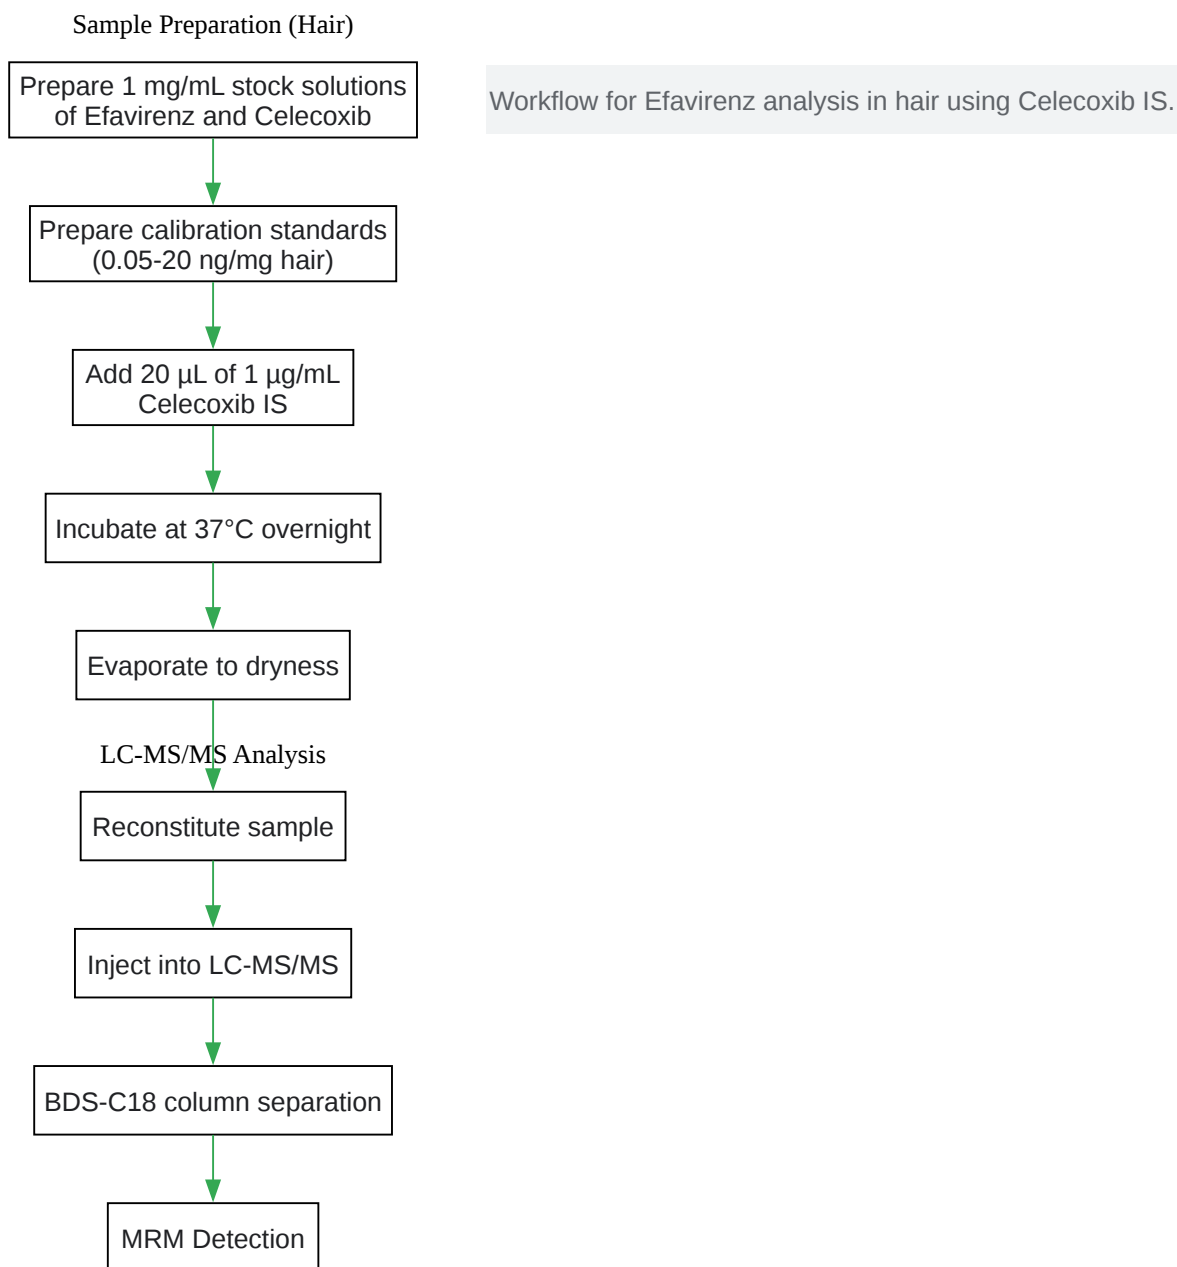 Sample Preparation (Hair)
Prepare 1 mg/mL stock solutions
of Efavirenz and Celecoxib
Workflow for Efavirenz analysis in hair using Celecoxib IS.
Prepare calibration standards
(0.05-20 ng/mg hair)
Add 20 µL of 1 µg/mL
Celecoxib IS
Incubate at 37°C overnight
Evaporate to dryness
LC-MS/MS Analysis
Reconstitute sample
Inject into LC-MS/MS
BDS-C18 column separation
MRM Detection